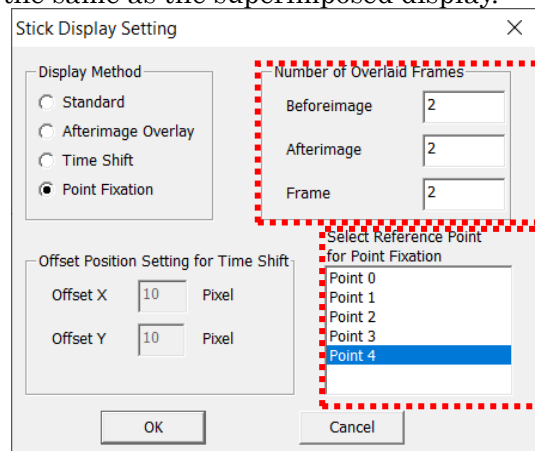 the same as the superimposed display.
Stick Display Setting
Display Method
Standard
Afterimage Overlay
Time Shift
Point Fixation
Number of Overlaid Frames
Beforeimage 2
Afterimage 2
Frame 2
Offset Position Setting for Time Shift
Offset X 10 Pixel
Offset Y 10 Pixel
Select Reference Point
for Point Fixation
Point 0
Point 1
Point 2
Point 3
Point 4
OK
Cancel